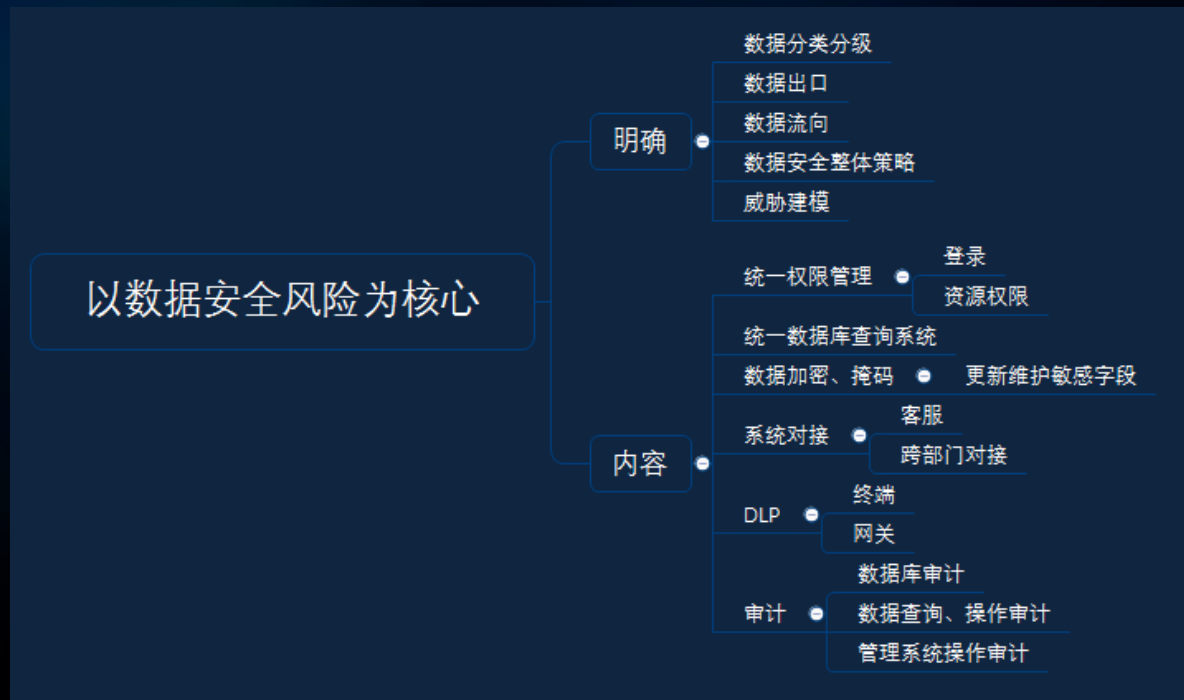 以数据安全风险为核心
明确
数据分类分级
数据出口
数据流向
数据安全整体策略
威胁建模
内容
统一权限管理
登录
资源权限
统一数据库查询系统
数据加密、掩码
更新维护敏感字段
系统对接
客服
跨部门对接
DLP
终端
网关
审计
数据库审计
数据查询、操作审计
管理系统操作审计